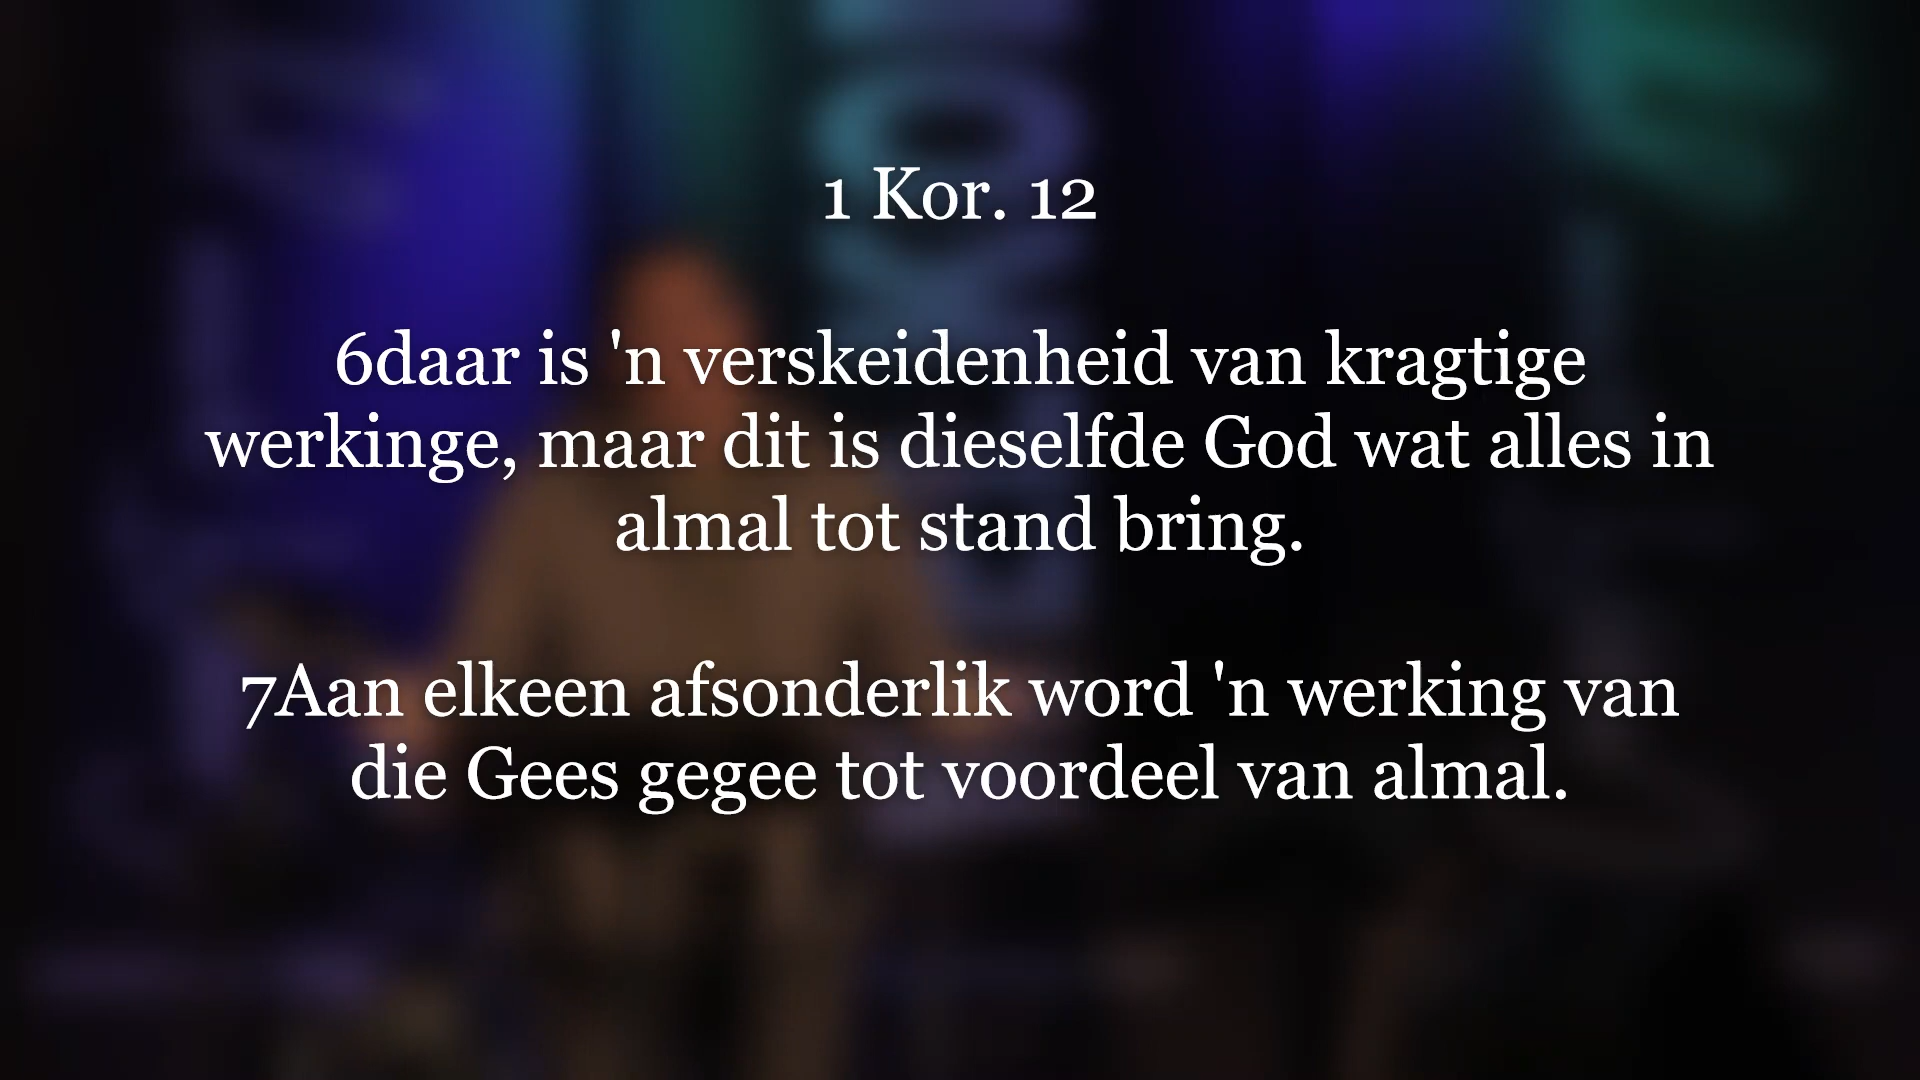 1 Kor. 12
6daar is 'n verskeidenheid van kragtige
werkinge, maar dit is dieselfde God wat alles in
almal tot stand bring.
7Aan elkeen afsonderlik word 'n werking van
die Gees gegee tot voordeel van almal.